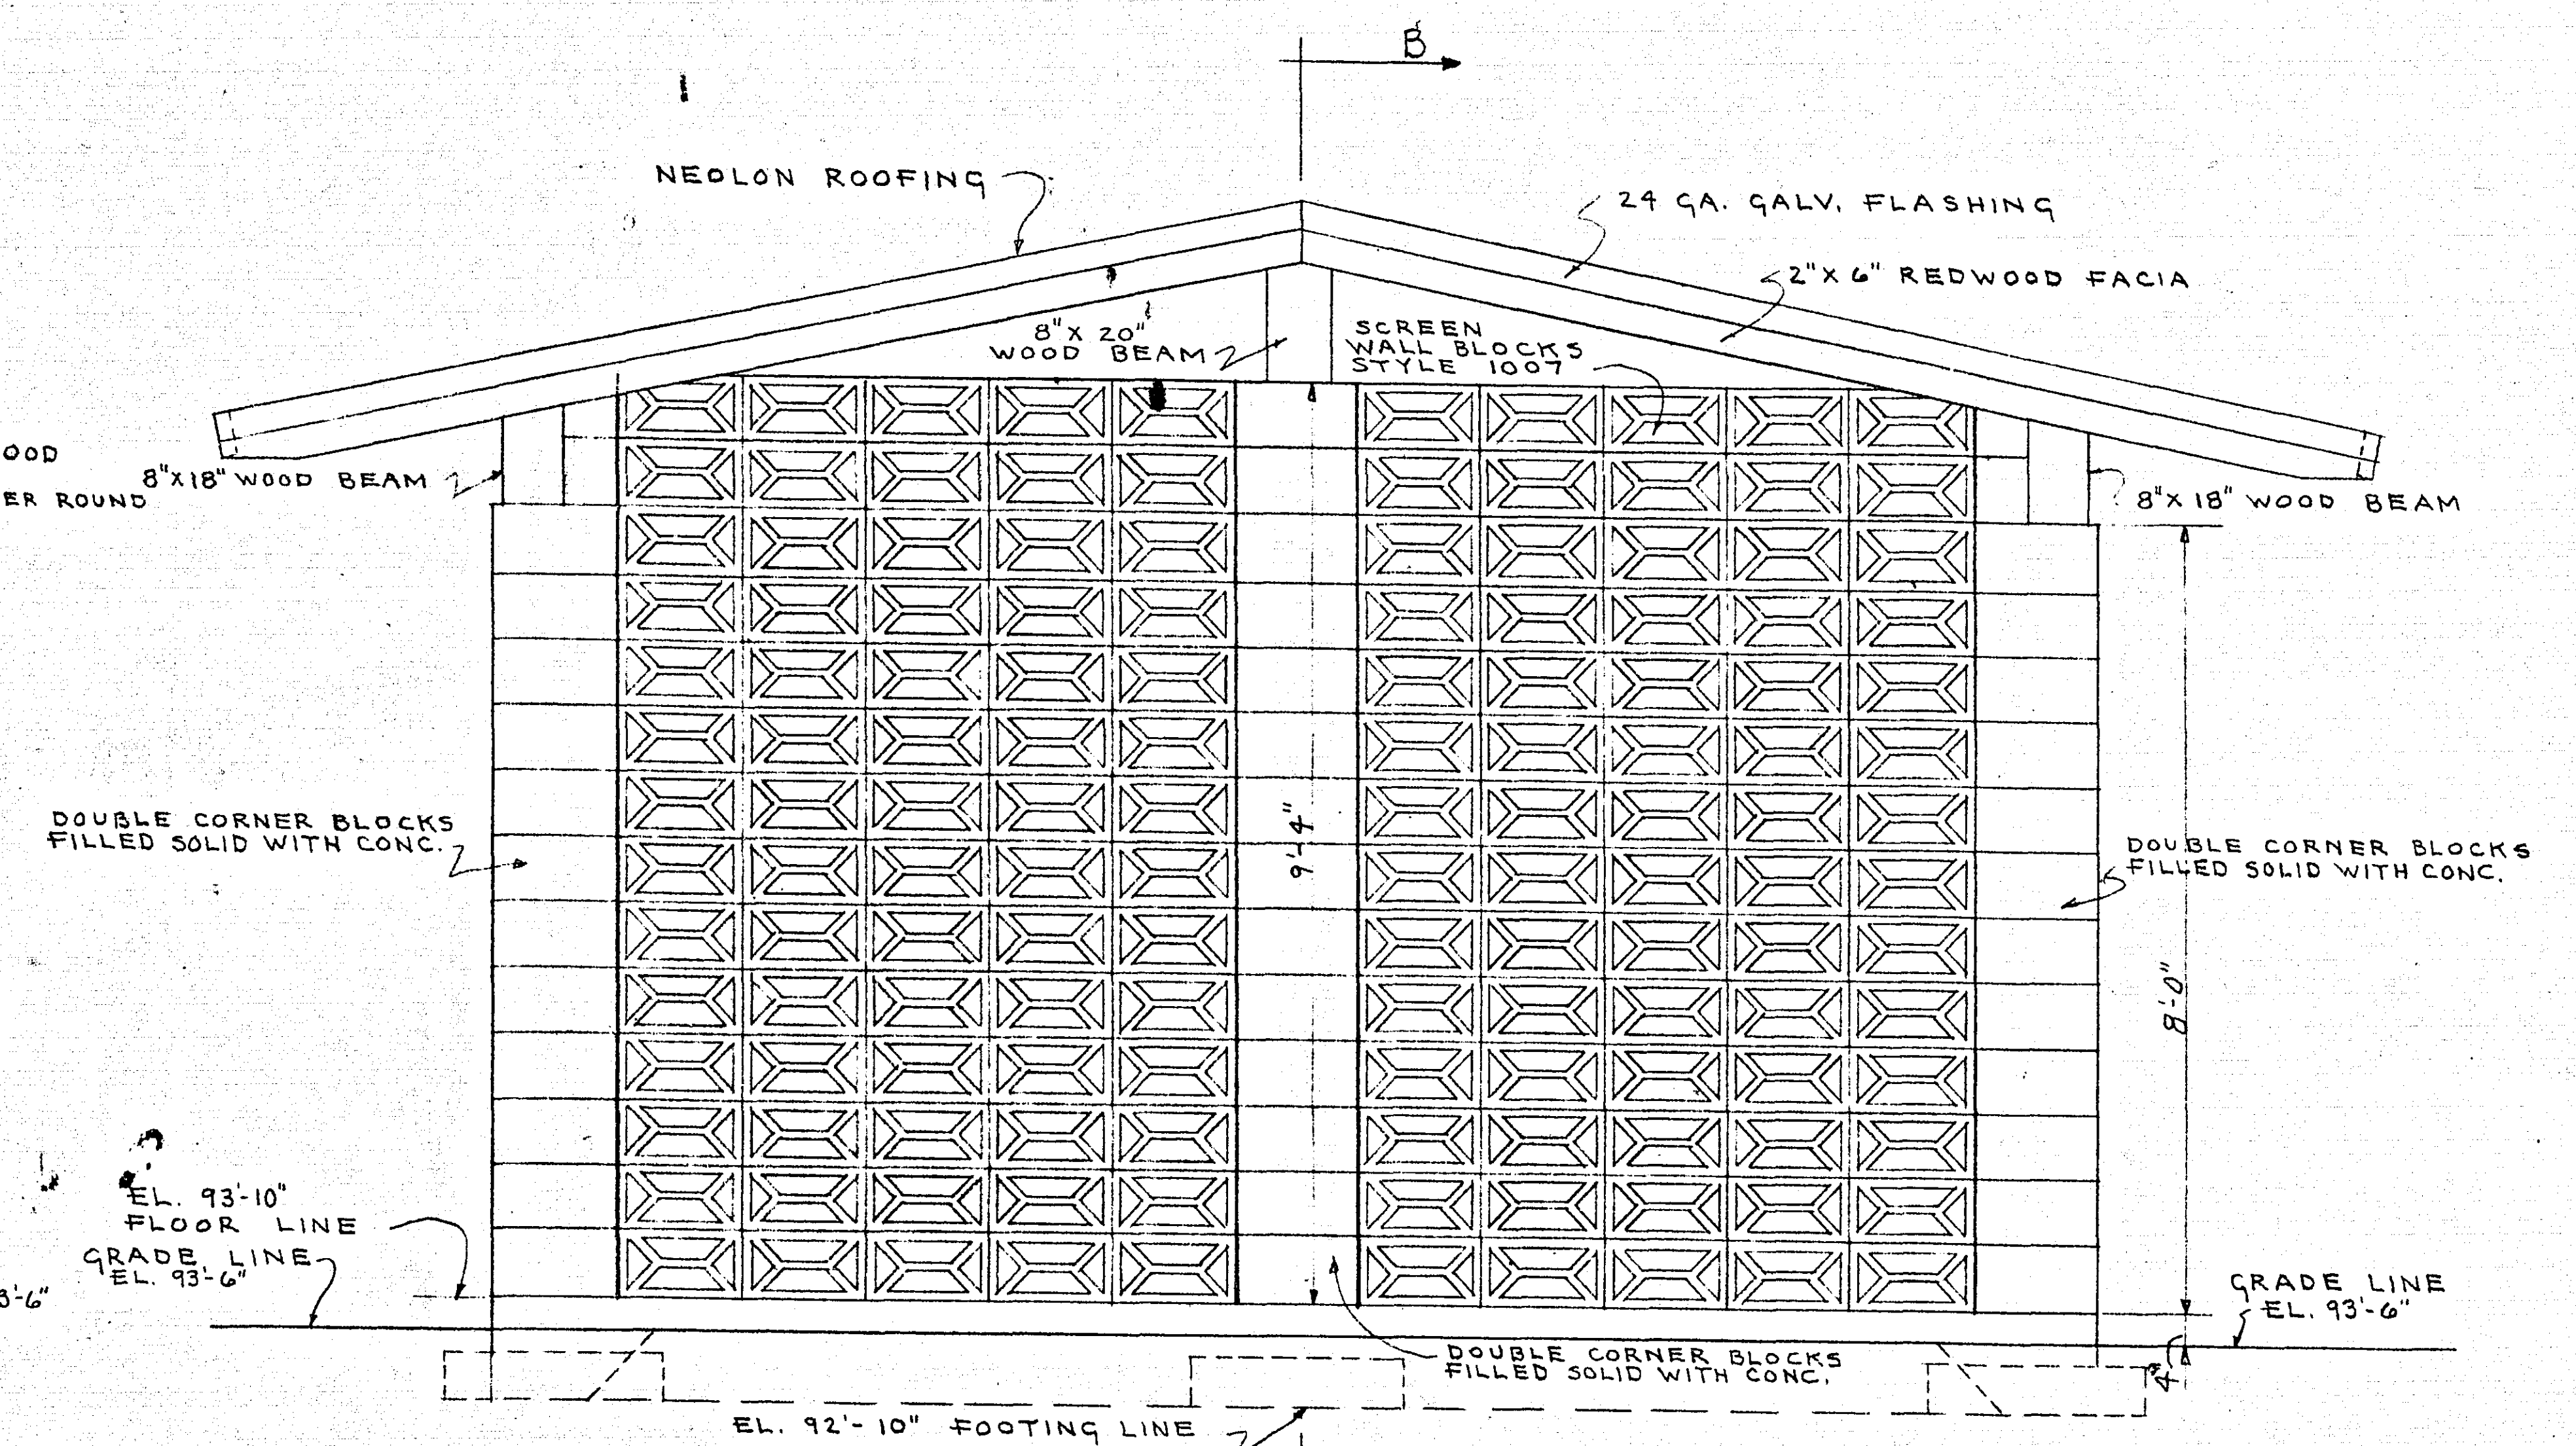 B
NEOLON ROOFING
24 GA. GALV. FLASHING
2"X 6" REDWOOD FACIA
8"X 20"
WOOD BEAM
SCREEN
WALL BLOCKS
STYLE 1007
OOD
ER ROUND
8"X18" WOOD BEAM
8"X 18" WOOD BEAM
DOUBLE CORNER BLOCKS
FILLED SOLID WITH CONC.
9'-4"
DOUBLE CORNER BLOCKS
FILLED SOLID WITH CONC.
8'-0"
EL. 93'-10"
FLOOR LINE
GRADE LINE
EL. 93'-6"
3'-6"
GRADE LINE
EL. 93'-6"
DOUBLE CORNER BLOCKS
FILLED SOLID WITH CONC.
4"
EL. 92'-10" FOOTING LINE